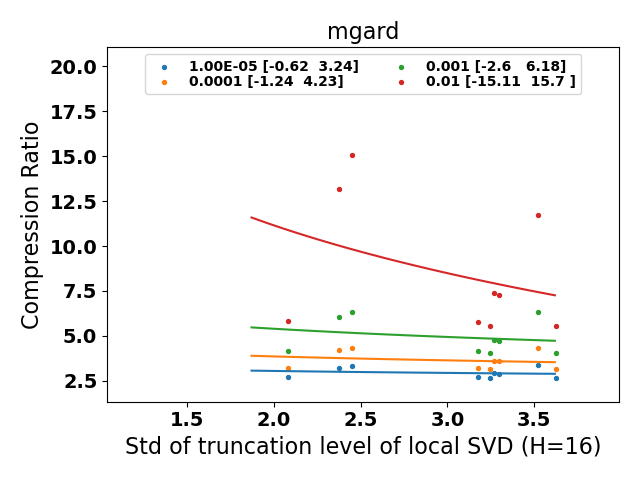 mgard
1.00E-05 [-0.62  3.24]
0.0001 [-1.24  4.23]
0.001 [-2.6   6.18]
0.01 [-15.11  15.7 ]
Compression Ratio
20.0
17.5
15.0
12.5
10.0
7.5
5.0
2.5
1.5 2.0 2.5 3.0 3.5
Std of truncation level of local SVD (H=16)